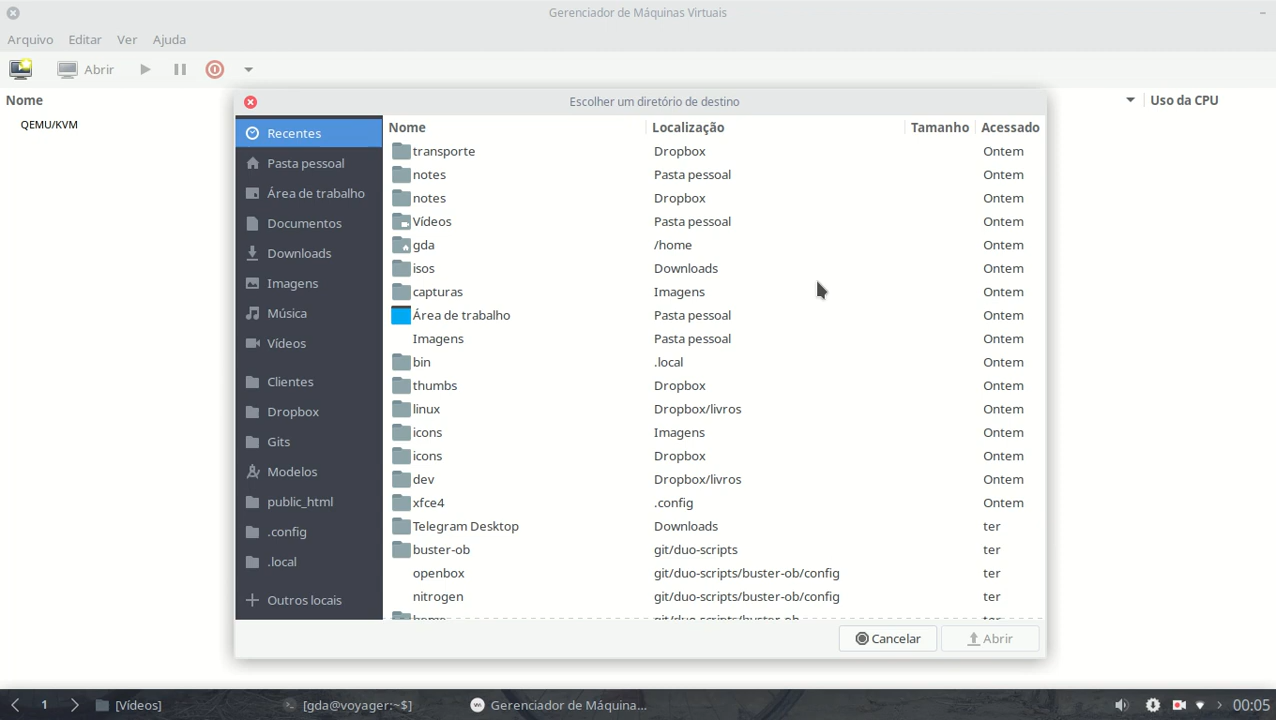 Gerenciador de Máquinas Virtuais
Arquivo Editar Ver Ajuda
Abrir
Nome Uso da CPU
QEMU/KVM
Escolher um diretório de destino
Recentes
Pasta pessoal
Área de trabalho
Documentos
Downloads
Imagens
Música
Vídeos
Clientes
Dropbox
Gits
Modelos
public_html
.config
.local
Outros locais
Nome Localização Tamanho Acessado
transporte Dropbox Ontem
notes Pasta pessoal Ontem
notes Dropbox Ontem
Vídeos Pasta pessoal Ontem
gda /home Ontem
isos Downloads Ontem
capturas Imagens Ontem
Área de trabalho Pasta pessoal Ontem
Imagens Pasta pessoal Ontem
bin .local Ontem
thumbs Dropbox Ontem
linux Dropbox/livros Ontem
icons Imagens Ontem
icons Dropbox Ontem
dev Dropbox/livros Ontem
xfce4 .config Ontem
Telegram Desktop Downloads ter
buster-ob git/duo-scripts ter
openbox git/duo-scripts/buster-ob/config ter
nitrogen git/duo-scripts/buster-ob/config ter
Cancelar Abrir
1 [Vídeos] [gda@voyager:~$] Gerenciador de Máquina... 00:05